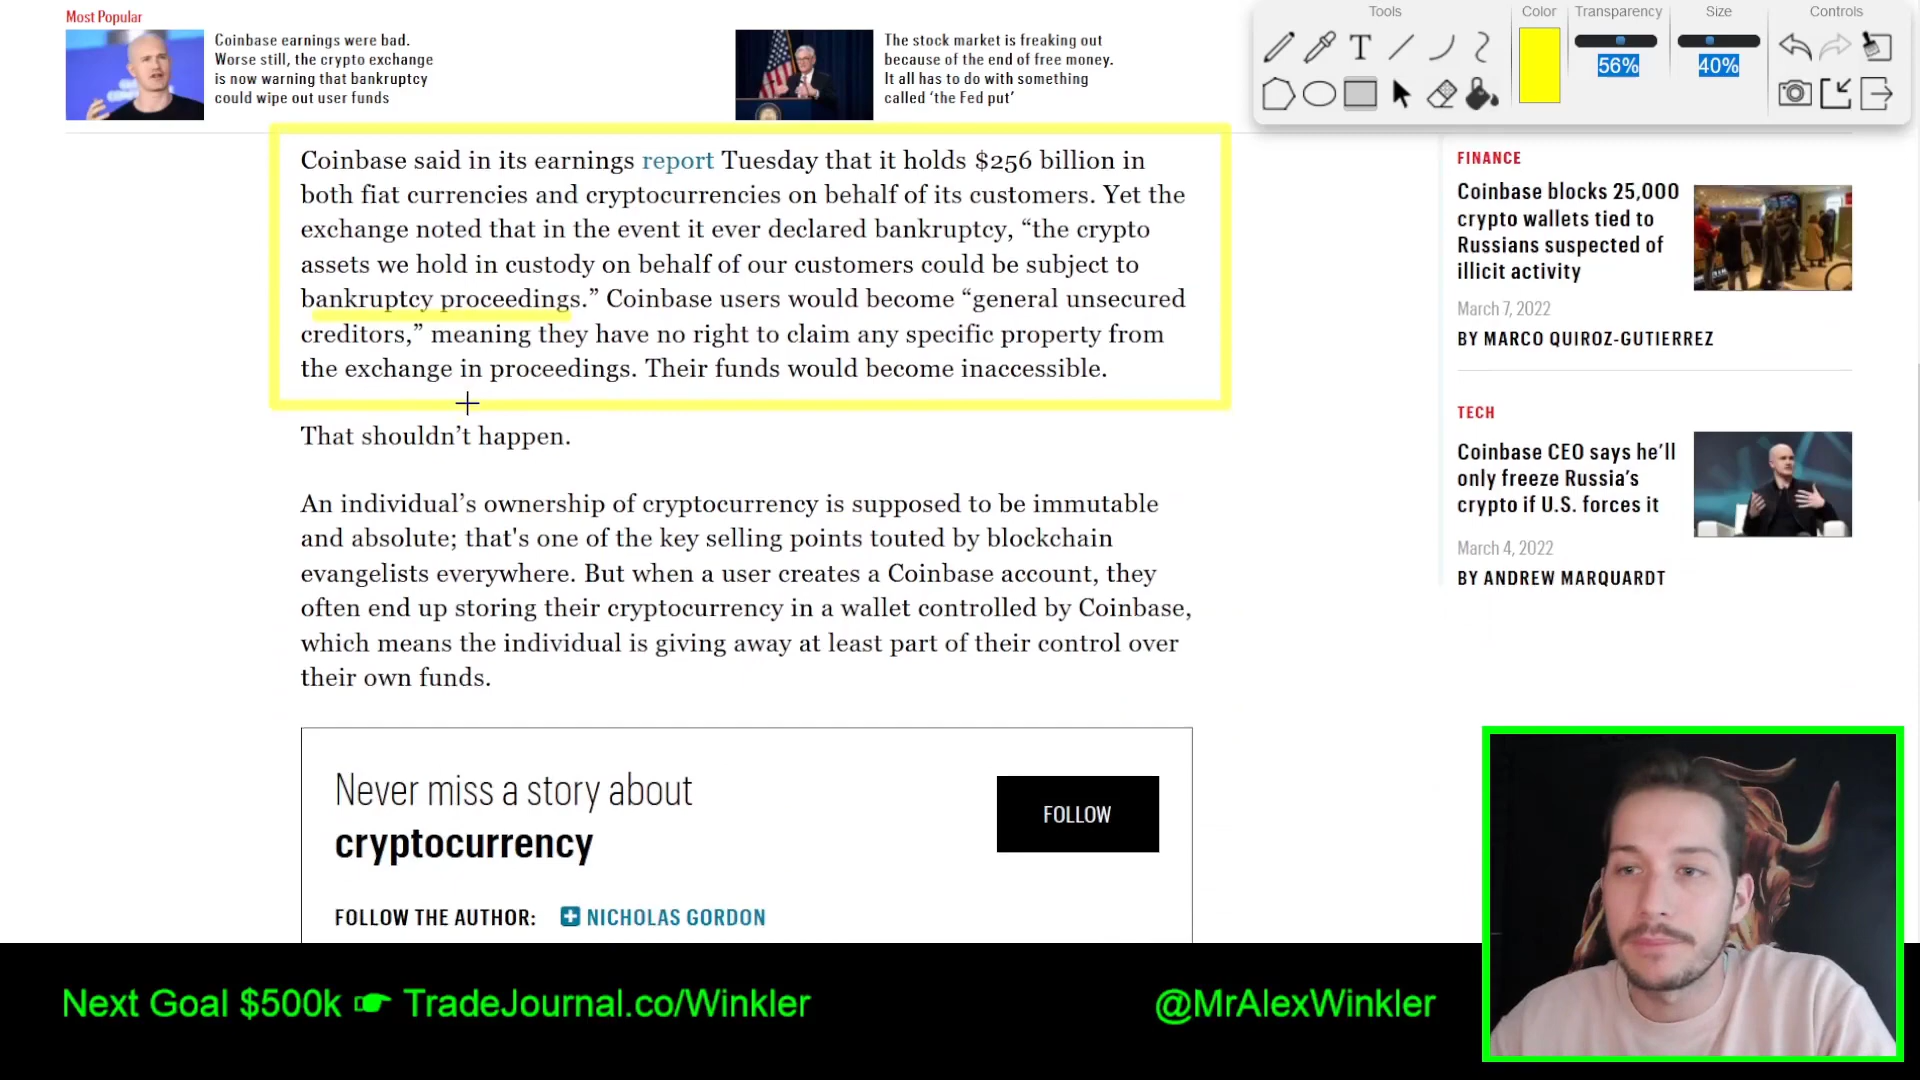 Most Popular
Coinbase earnings were bad.
Worse still, the crypto exchange
is now warning that bankruptcy
could wipe out user funds
The stock market is freaking out
because of the end of free money.
It all has to do with something
called ‘the Fed put’
Tools
Color
Transparency
Size
Controls
T
56%
40%
Coinbase said in its earnings report Tuesday that it holds $256 billion in
both fiat currencies and cryptocurrencies on behalf of its customers. Yet the
exchange noted that in the event it ever declared bankruptcy, “the crypto
assets we hold in custody on behalf of our customers could be subject to
bankruptcy proceedings.” Coinbase users would become “general unsecured
creditors,” meaning they have no right to claim any specific property from
the exchange in proceedings. Their funds would become inaccessible.
That shouldn’t happen.
An individual’s ownership of cryptocurrency is supposed to be immutable
and absolute; that's one of the key selling points touted by blockchain
evangelists everywhere. But when a user creates a Coinbase account, they
often end up storing their cryptocurrency in a wallet controlled by Coinbase,
which means the individual is giving away at least part of their control over
their own funds.
Never miss a story about
cryptocurrency
FOLLOW
FOLLOW THE AUTHOR: NICHOLAS GORDON
FINANCE
Coinbase blocks 25,000
crypto wallets tied to
Russians suspected of
illicit activity
March 7, 2022
BY MARCO QUIROZ-GUTIERREZ
TECH
Coinbase CEO says he’ll
only freeze Russia’s
crypto if U.S. forces it
March 4, 2022
BY ANDREW MARQUARDT
Next Goal $500k ☛ TradeJournal.co/Winkler
@MrAlexWinkler